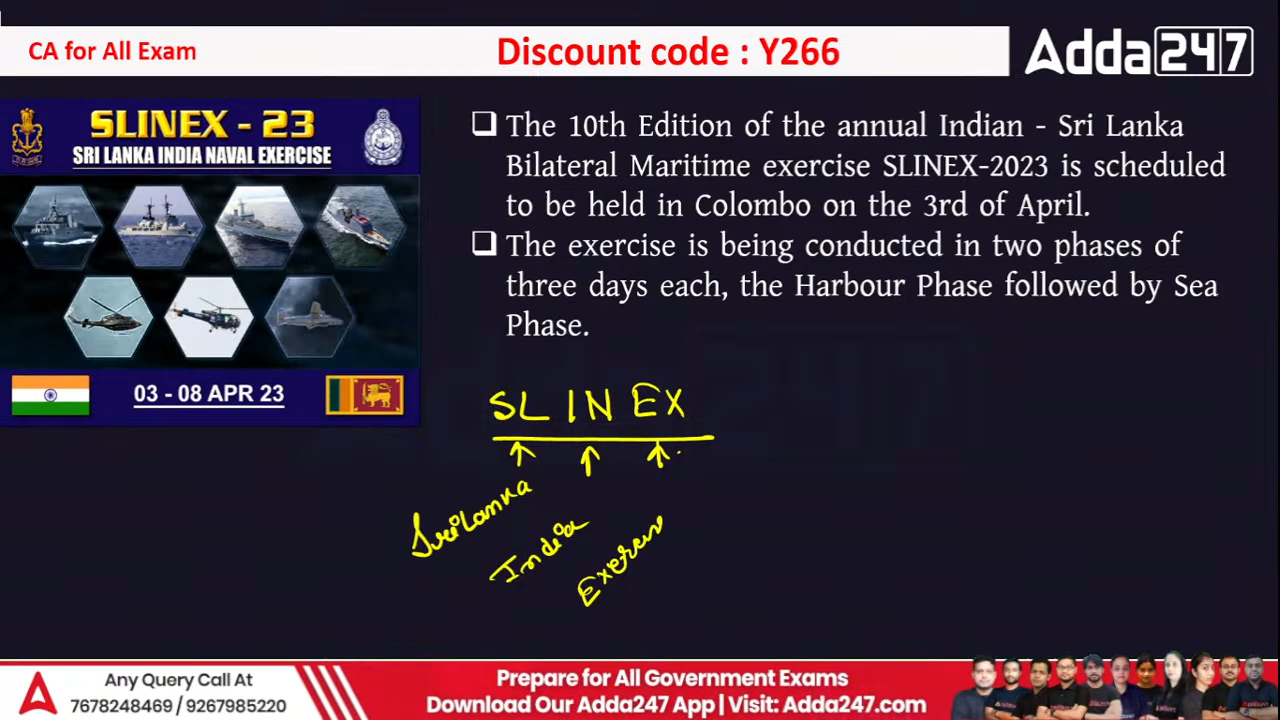 CA for All Exam
Discount code : Y266
Adda247
SLINEX - 23
SRI LANKA INDIA NAVAL EXERCISE
03 - 08 APR 23
❑ The 10th Edition of the annual Indian - Sri Lanka
Bilateral Maritime exercise SLINEX-2023 is scheduled
to be held in Colombo on the 3rd of April.
❑ The exercise is being conducted in two phases of
three days each, the Harbour Phase followed by Sea
Phase.
SL IN EX
SriLanka
India
Any Query Call At
7678248469 / 9267985220
Prepare for All Government Exams
Download Our Adda247 App | Visit: Adda247.com